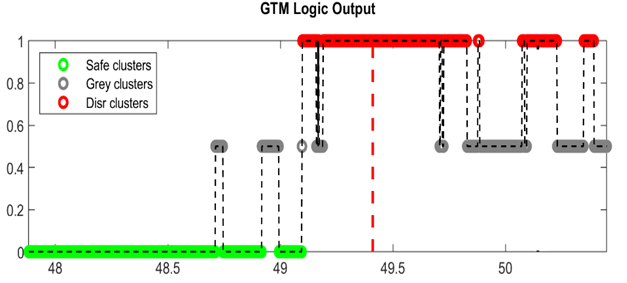 GTM Logic Output
1
0.8
0.6
0.4
0.2
0
Safe clusters
Grey clusters
Disr clusters
48 48.5 49 49.5 50